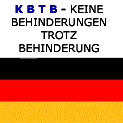 K B T B - KEINE
BEHINDERUNGEN
TROTZ
BEHINDERUNG